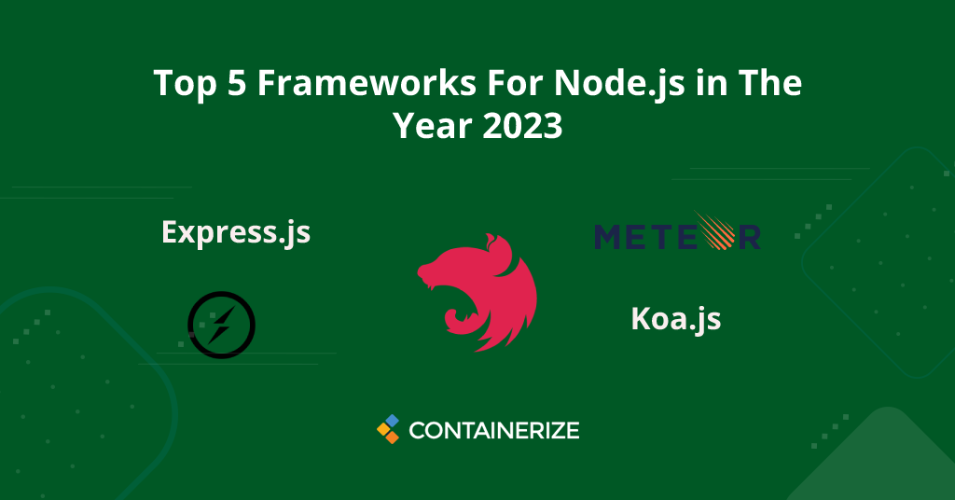 Top 5 Frameworks For Node.js in The
Year 2023
Express.js
METEOR
Koa.js
CONTAINERIZE